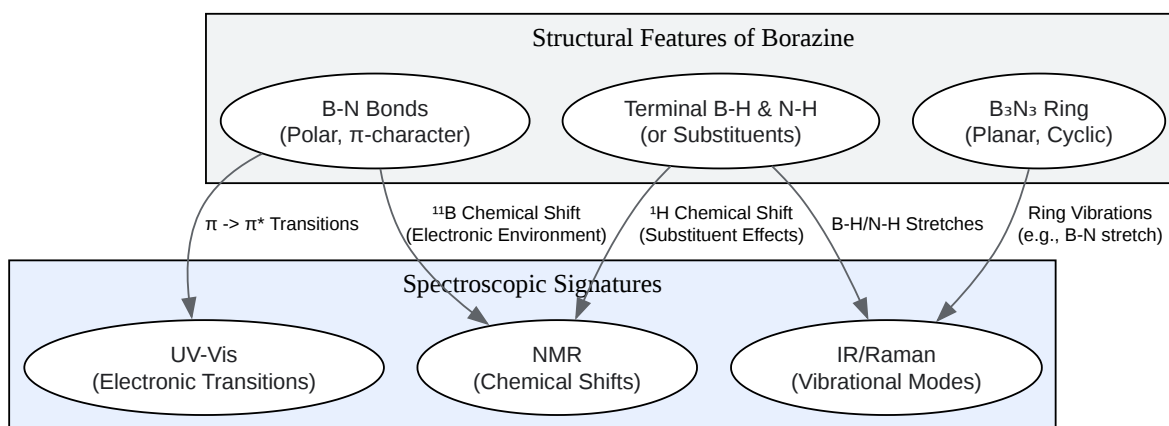 Structural Features of Borazine
B-N Bonds
(Polar, π-character)
Terminal B-H & N-H
(or Substituents)
B₃N₃ Ring
(Planar, Cyclic)
π -> π* Transitions
¹¹B Chemical Shift
(Electronic Environment)
¹H Chemical Shift
(Substituent Effects)
B-H/N-H Stretches
Ring Vibrations
(e.g., B-N stretch)
Spectroscopic Signatures
UV-Vis
(Electronic Transitions)
NMR
(Chemical Shifts)
IR/Raman
(Vibrational Modes)